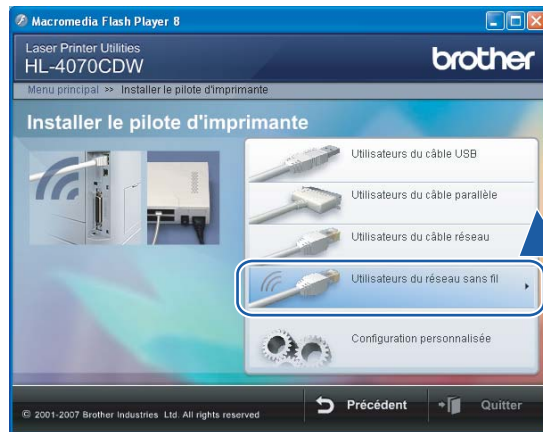 Macromedia Flash Player 8
Laser Printer Utilities
HL-4070CDW
brother
Menu principal >> Installer le pilote d'imprimante
Installer le pilote d'imprimante
Utilisateurs du câble USB
Utilisateurs du câble parallèle
Utilisateurs du câble réseau
Utilisateurs du réseau sans fil
Configuration personnalisée
© 2001-2007 Brother Industries Ltd. All rights reserved
Précédent
Quitter